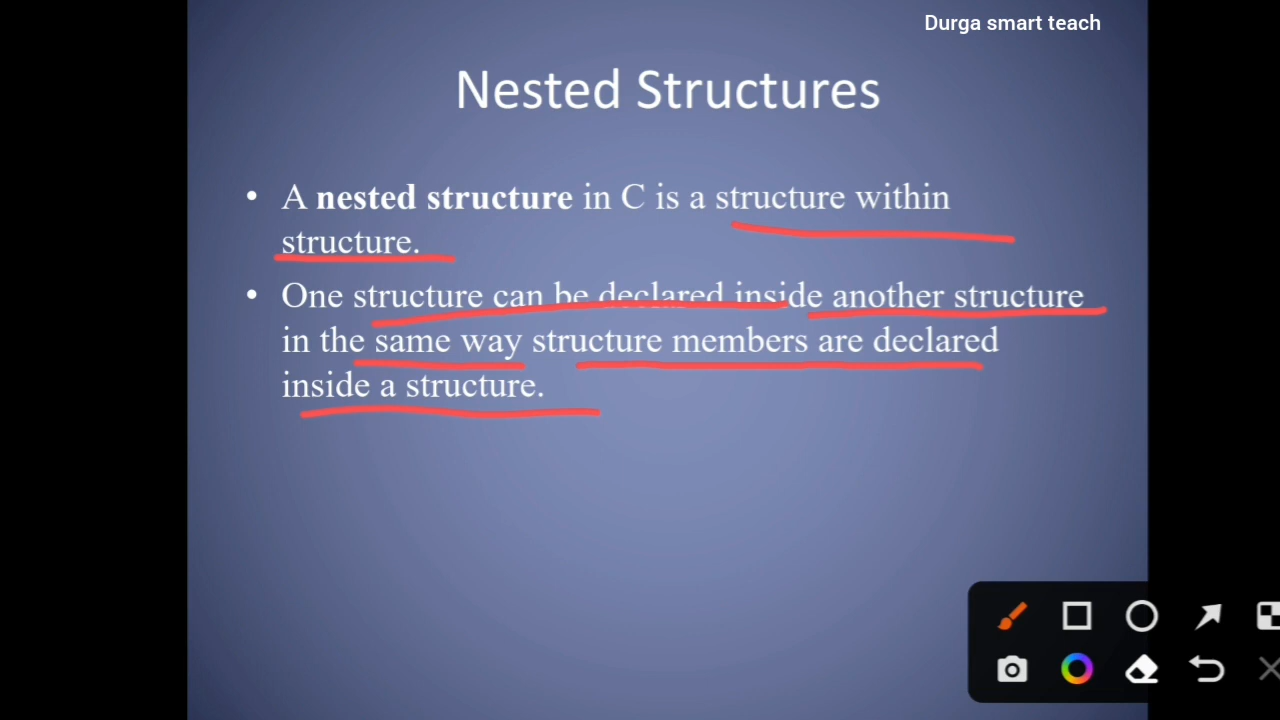 Durga smart teach
Nested Structures
• A nested structure in C is a structure within
structure.
• One structure can be declared inside another structure
in the same way structure members are declared
inside a structure.